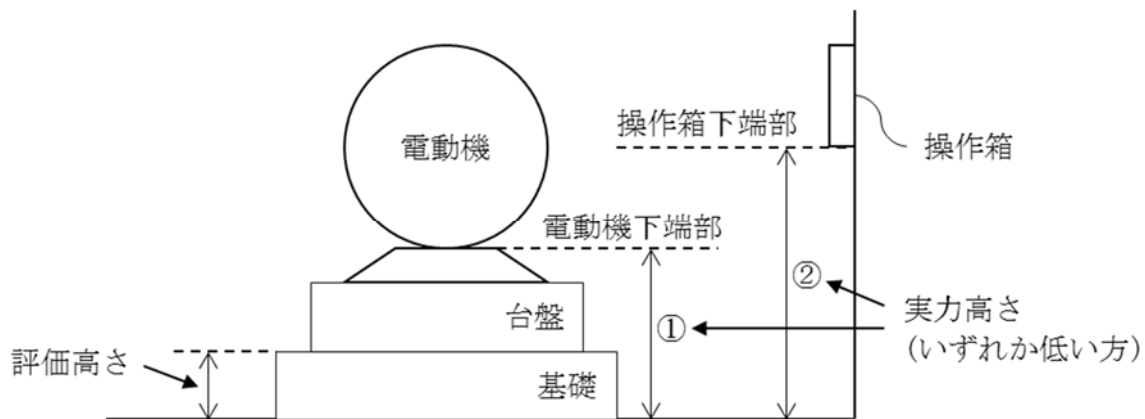 電動機
操作箱下端部
操作箱
電動機下端部
①
②
台盤
実力高さ
(いずれか低い方)
評価高さ
基礎